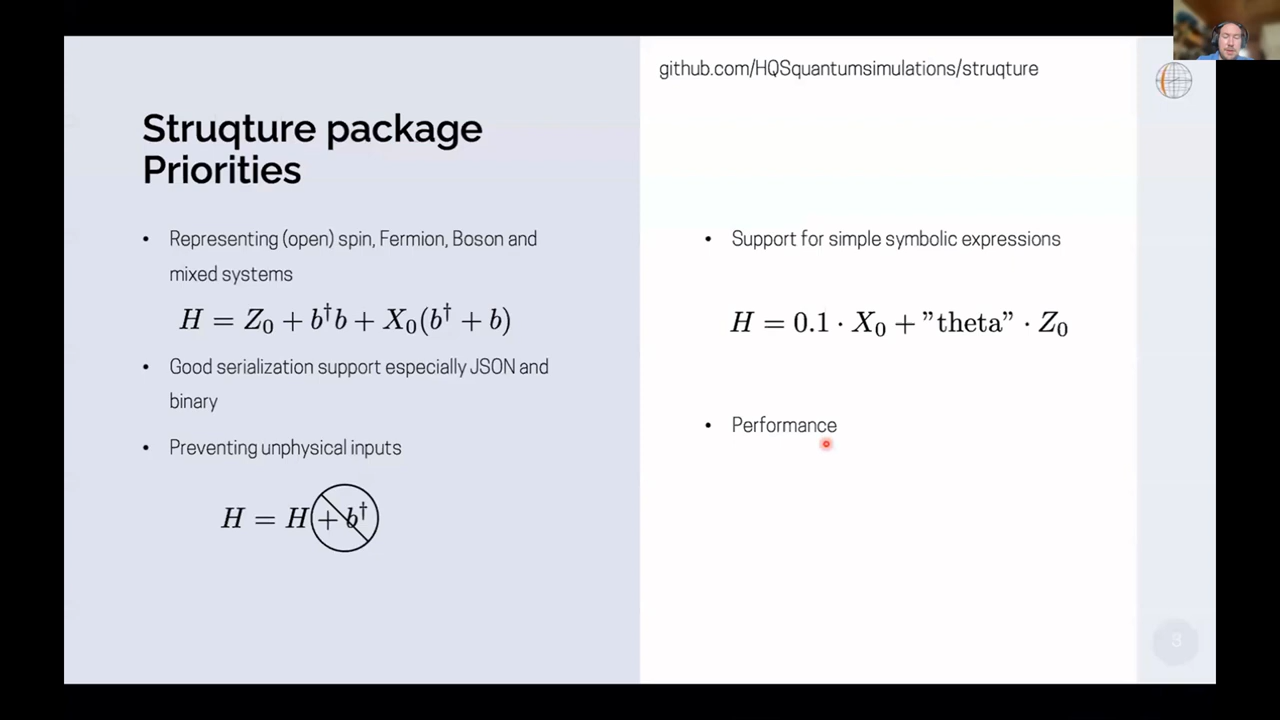 github.com/HQSquantumsimulations/struqture
Struqture package
Priorities
• Representing (open) spin, Fermion, Boson and
mixed systems
H = Z₀ + b†b + X₀(b† + b)
• Good serialization support especially JSON and
binary
• Preventing unphysical inputs
H = H + b†
• Support for simple symbolic expressions
H = 0.1 · X₀ + ”theta” · Z₀
• Performance
3